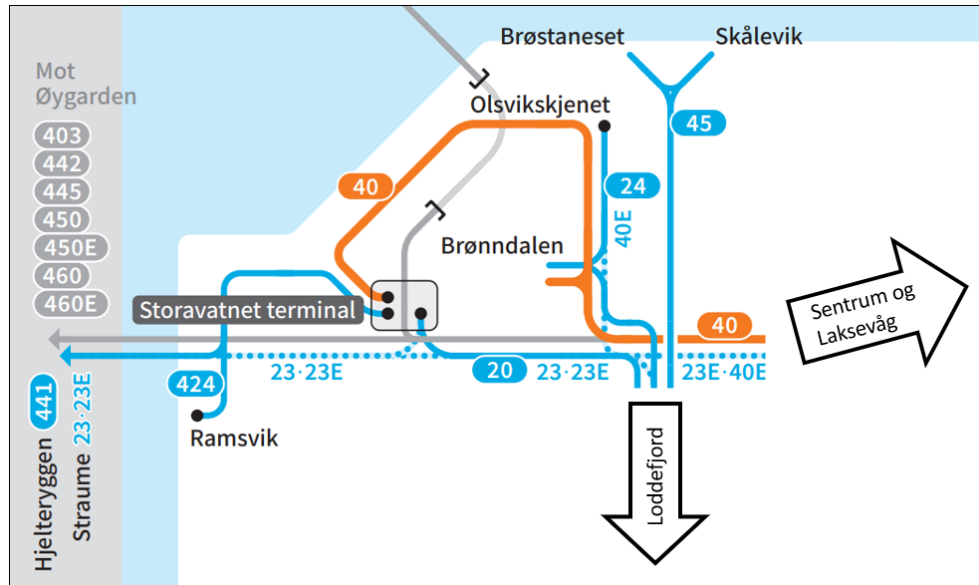 Brøstaneset
Skålevik
Mot
Øygarden
403
442
445
450
450E
460
460E
Olsvikskjenet
45
40
24
40E
Brønndalen
Storavatnet terminal
Sentrum og
Laksevåg
40
23·23E
20
23·23E
23E·40E
424
Ramsvik
Hjelteryggen 441
Straume 23·23E
Loddefjord